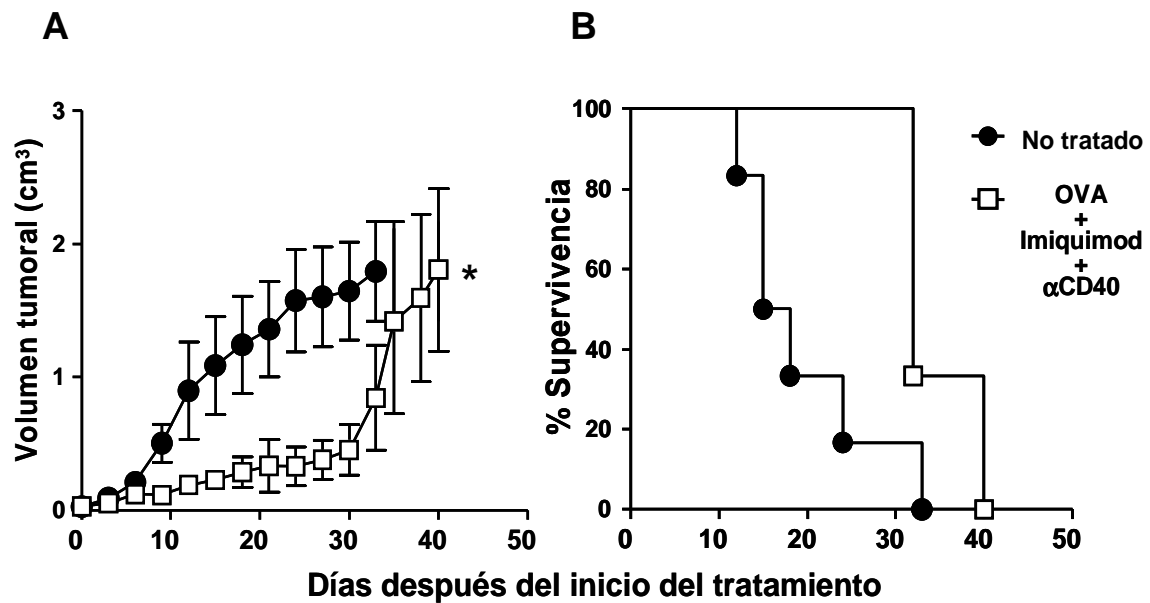 A
B
Volumen tumoral (cm³)
3
2
1
0
0
10
20
30
40
50
*
% Supervivencia
100
80
60
40
20
0
0
10
20
30
40
50
No tratado
OVA
+
Imiquimod
+
αCD40
Días después del inicio del tratamiento